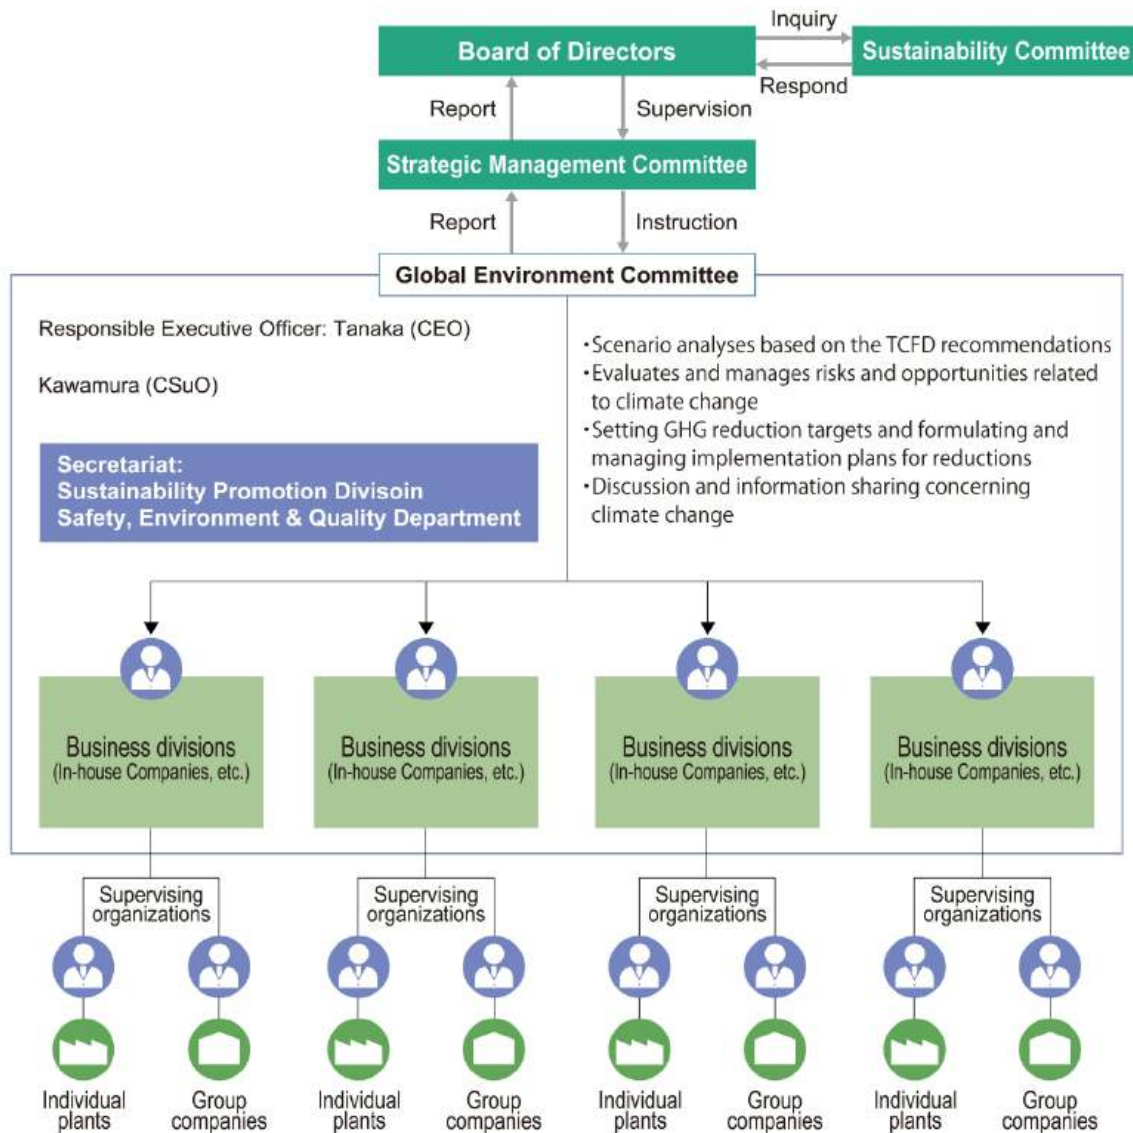 Inquiry
Board of Directors
Sustainability Committee
Respond
Report
Supervision
Strategic Management Committee
Report
Instruction
Global Environment Committee
Responsible Executive Officer: Tanaka (CEO)
Kawamura (CSuO)
・Scenario analyses based on the TCFD recommendations
・Evaluates and manages risks and opportunities related
to climate change
・Setting GHG reduction targets and formulating and
managing implementation plans for reductions
・Discussion and information sharing concerning
climate change
Secretariat:
Sustainability Promotion Divisoin
Safety, Environment & Quality Department
Business divisions
(In-house Companies, etc.)
Business divisions
(In-house Companies, etc.)
Business divisions
(In-house Companies, etc.)
Business divisions
(In-house Companies, etc.)
Supervising
organizations
Supervising
organizations
Supervising
organizations
Supervising
organizations
Individual
plants
Group
companies
Individual
plants
Group
companies
Individual
plants
Group
companies
Individual
plants
Group
companies